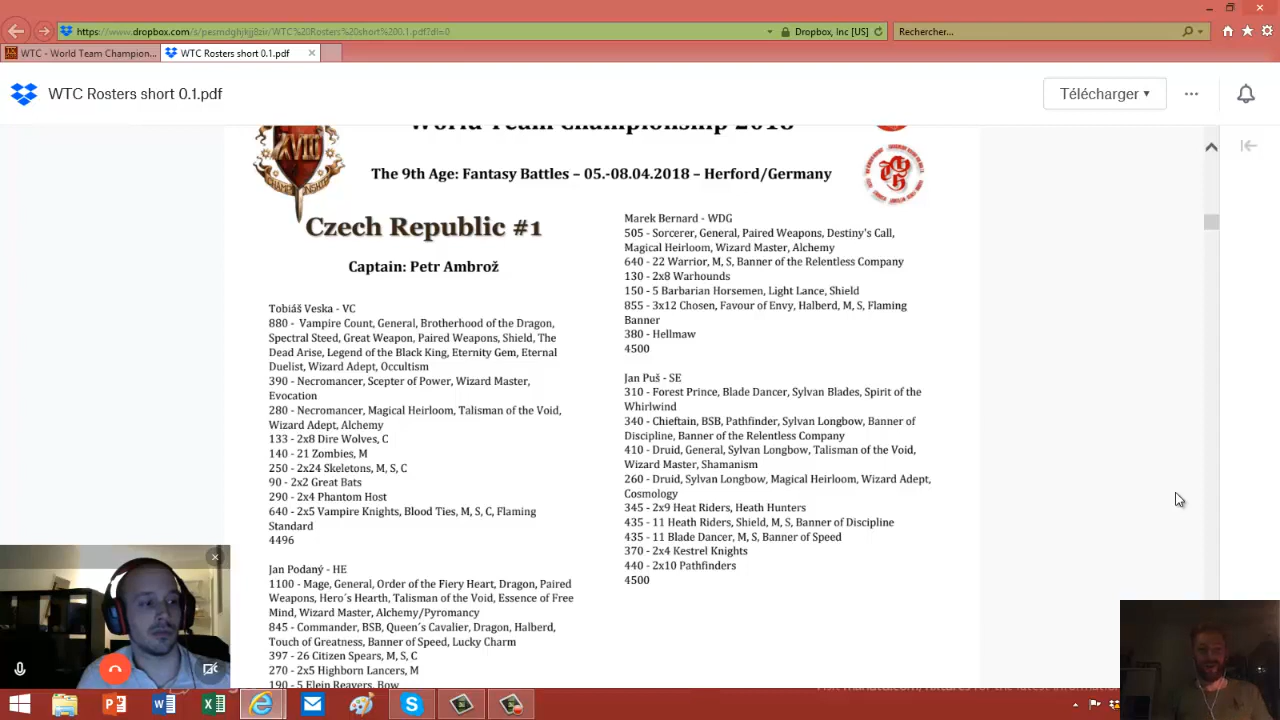 https://www.dropbox.com/s/pesmdghjkjj8zir/WTC%20Rosters%20short%200.1.pdf?dl=0
Dropbox, Inc [US]
Rechercher...
WTC - World Team Champion...
WTC Rosters short 0.1.pdf
WTC Rosters short 0.1.pdf
Télécharger
World Team Championship 2018
XVIII
CHAMPIONSHIP
The 9th Age: Fantasy Battles – 05.-08.04.2018 – Herford/Germany
Czech Republic #1
Captain: Petr Ambrož
Tobiáš Veska - VC
880 - Vampire Count, General, Brotherhood of the Dragon,
Spectral Steed, Great Weapon, Paired Weapons, Shield, The
Dead Arise, Legend of the Black King, Eternity Gem, Eternal
Duelist, Wizard Adept, Occultism
390 - Necromancer, Scepter of Power, Wizard Master,
Evocation
280 - Necromancer, Magical Heirloom, Talisman of the Void,
Wizard Adept, Alchemy
133 - 2x8 Dire Wolves, C
140 - 21 Zombies, M
250 - 2x24 Skeletons, M, S, C
90 - 2x2 Great Bats
290 - 2x4 Phantom Host
640 - 2x5 Vampire Knights, Blood Ties, M, S, C, Flaming
Standard
4496
Jan Podaný - HE
1100 - Mage, General, Order of the Fiery Heart, Dragon, Paired
Weapons, Hero´s Hearth, Talisman of the Void, Essence of Free
Mind, Wizard Master, Alchemy/Pyromancy
845 - Commander, BSB, Queen´s Cavalier, Dragon, Halberd,
Touch of Greatness, Banner of Speed, Lucky Charm
397 - 26 Citizen Spears, M, S, C
270 - 2x5 Highborn Lancers, M
190 - 5 Elein Reavers, Bow
Marek Bernard - WDG
505 - Sorcerer, General, Paired Weapons, Destiny's Call,
Magical Heirloom, Wizard Master, Alchemy
640 - 22 Warrior, M, S, Banner of the Relentless Company
130 - 2x8 Warhounds
150 - 5 Barbarian Horsemen, Light Lance, Shield
855 - 3x12 Chosen, Favour of Envy, Halberd, M, S, Flaming
Banner
380 - Hellmaw
4500
Jan Puš - SE
310 - Forest Prince, Blade Dancer, Sylvan Blades, Spirit of the
Whirlwind
340 - Chieftain, BSB, Pathfinder, Sylvan Longbow, Banner of
Discipline, Banner of the Relentless Company
410 - Druid, General, Sylvan Longbow, Talisman of the Void,
Wizard Master, Shamanism
260 - Druid, Sylvan Longbow, Magical Heirloom, Wizard Adept,
Cosmology
345 - 2x9 Heat Riders, Heath Hunters
435 - 11 Heath Riders, Shield, M, S, Banner of Discipline
435 - 11 Blade Dancer, M, S, Banner of Speed
370 - 2x4 Kestrel Knights
440 - 2x10 Pathfinders
4500